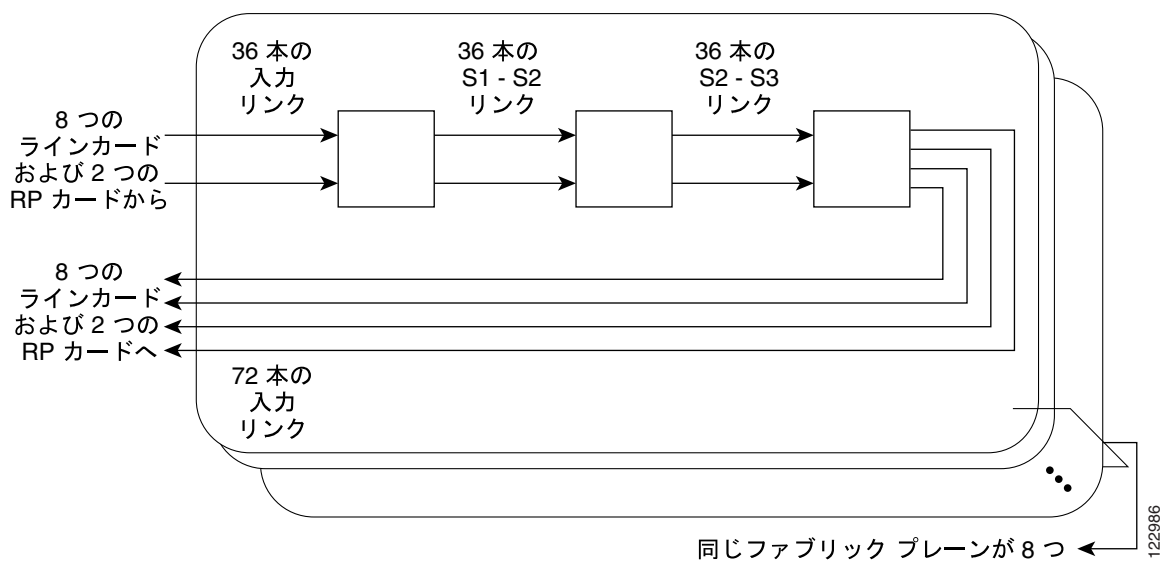 36 本の
入力
リンク
36 本の
S1 - S2
リンク
36 本の
S2 - S3
リンク
8 つの
ラインカード
および 2 つの
RP カードから
8 つの
ラインカード
および 2 つの
RP カードへ
72 本の
入力
リンク
同じファブリック プレーンが 8 つ
122986